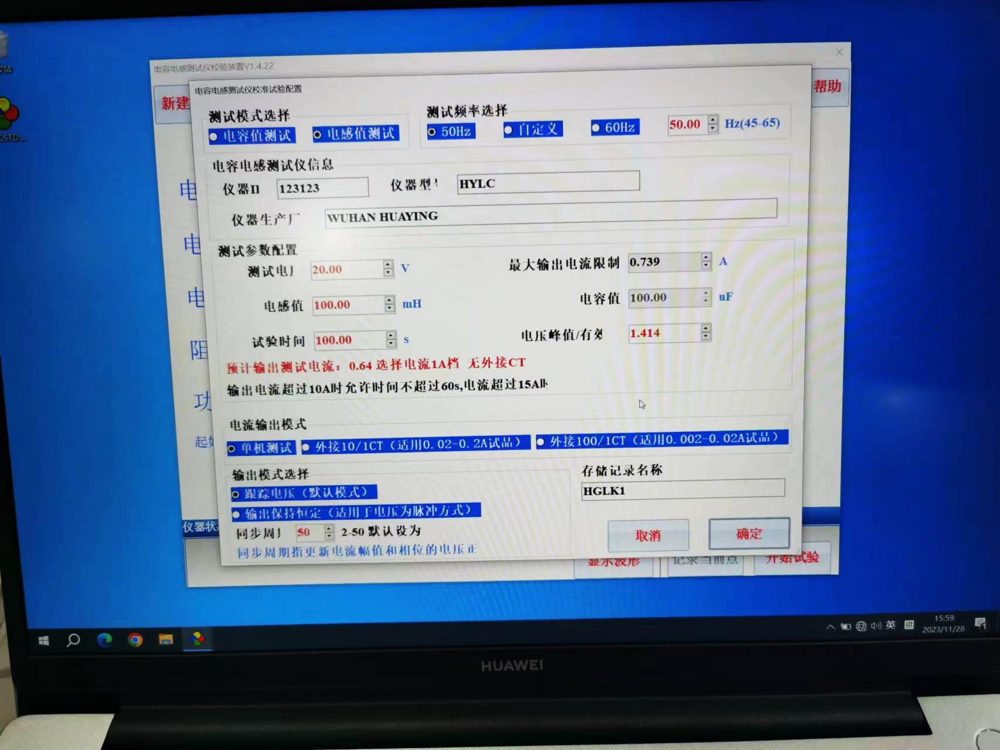 电容电感测试仪校验装置V1.4.22
电容电感测试仪校准试验配置
新建
帮助
测试模式选择
电容值测试 电感值测试
测试频率选择
50Hz 自定义 60Hz 50.00 Hz(45-65)
电容电感测试仪信息
仪器 123123 仪器型 HYLC
仪器生产 WUHAN HUAYING
测试参数配置
测试电 20.00 V 最大输出电流限制 0.739 A
电感值 100.00 mH 电容值 100.00 uF
试验时间 100.00 s 电压峰值/有效 1.414
预计输出测试电流：0.64 选择电流1A档 无外接CT
输出电流超过10A时允许时间不超过60s,电流超过15A时
电流输出模式
单机测试 外接10/1CT（适用0.02-0.2A试品） 外接100/1CT（适用0.002-0.02A试品）
输出模式选择
跟踪电压（默认模式）
输出保持恒定（适用于电压为脉冲方式）
同步周 50 2-50 默认设为
同步周期指更新电流幅值和相位的电压正
存储记录名称
HGLK1
取消 确定
电
电
电
阻
功
起始
仪器状态
显示波形 记录当前点 开始试验
英 拼
15:59
2023/11/28
HUAWEI